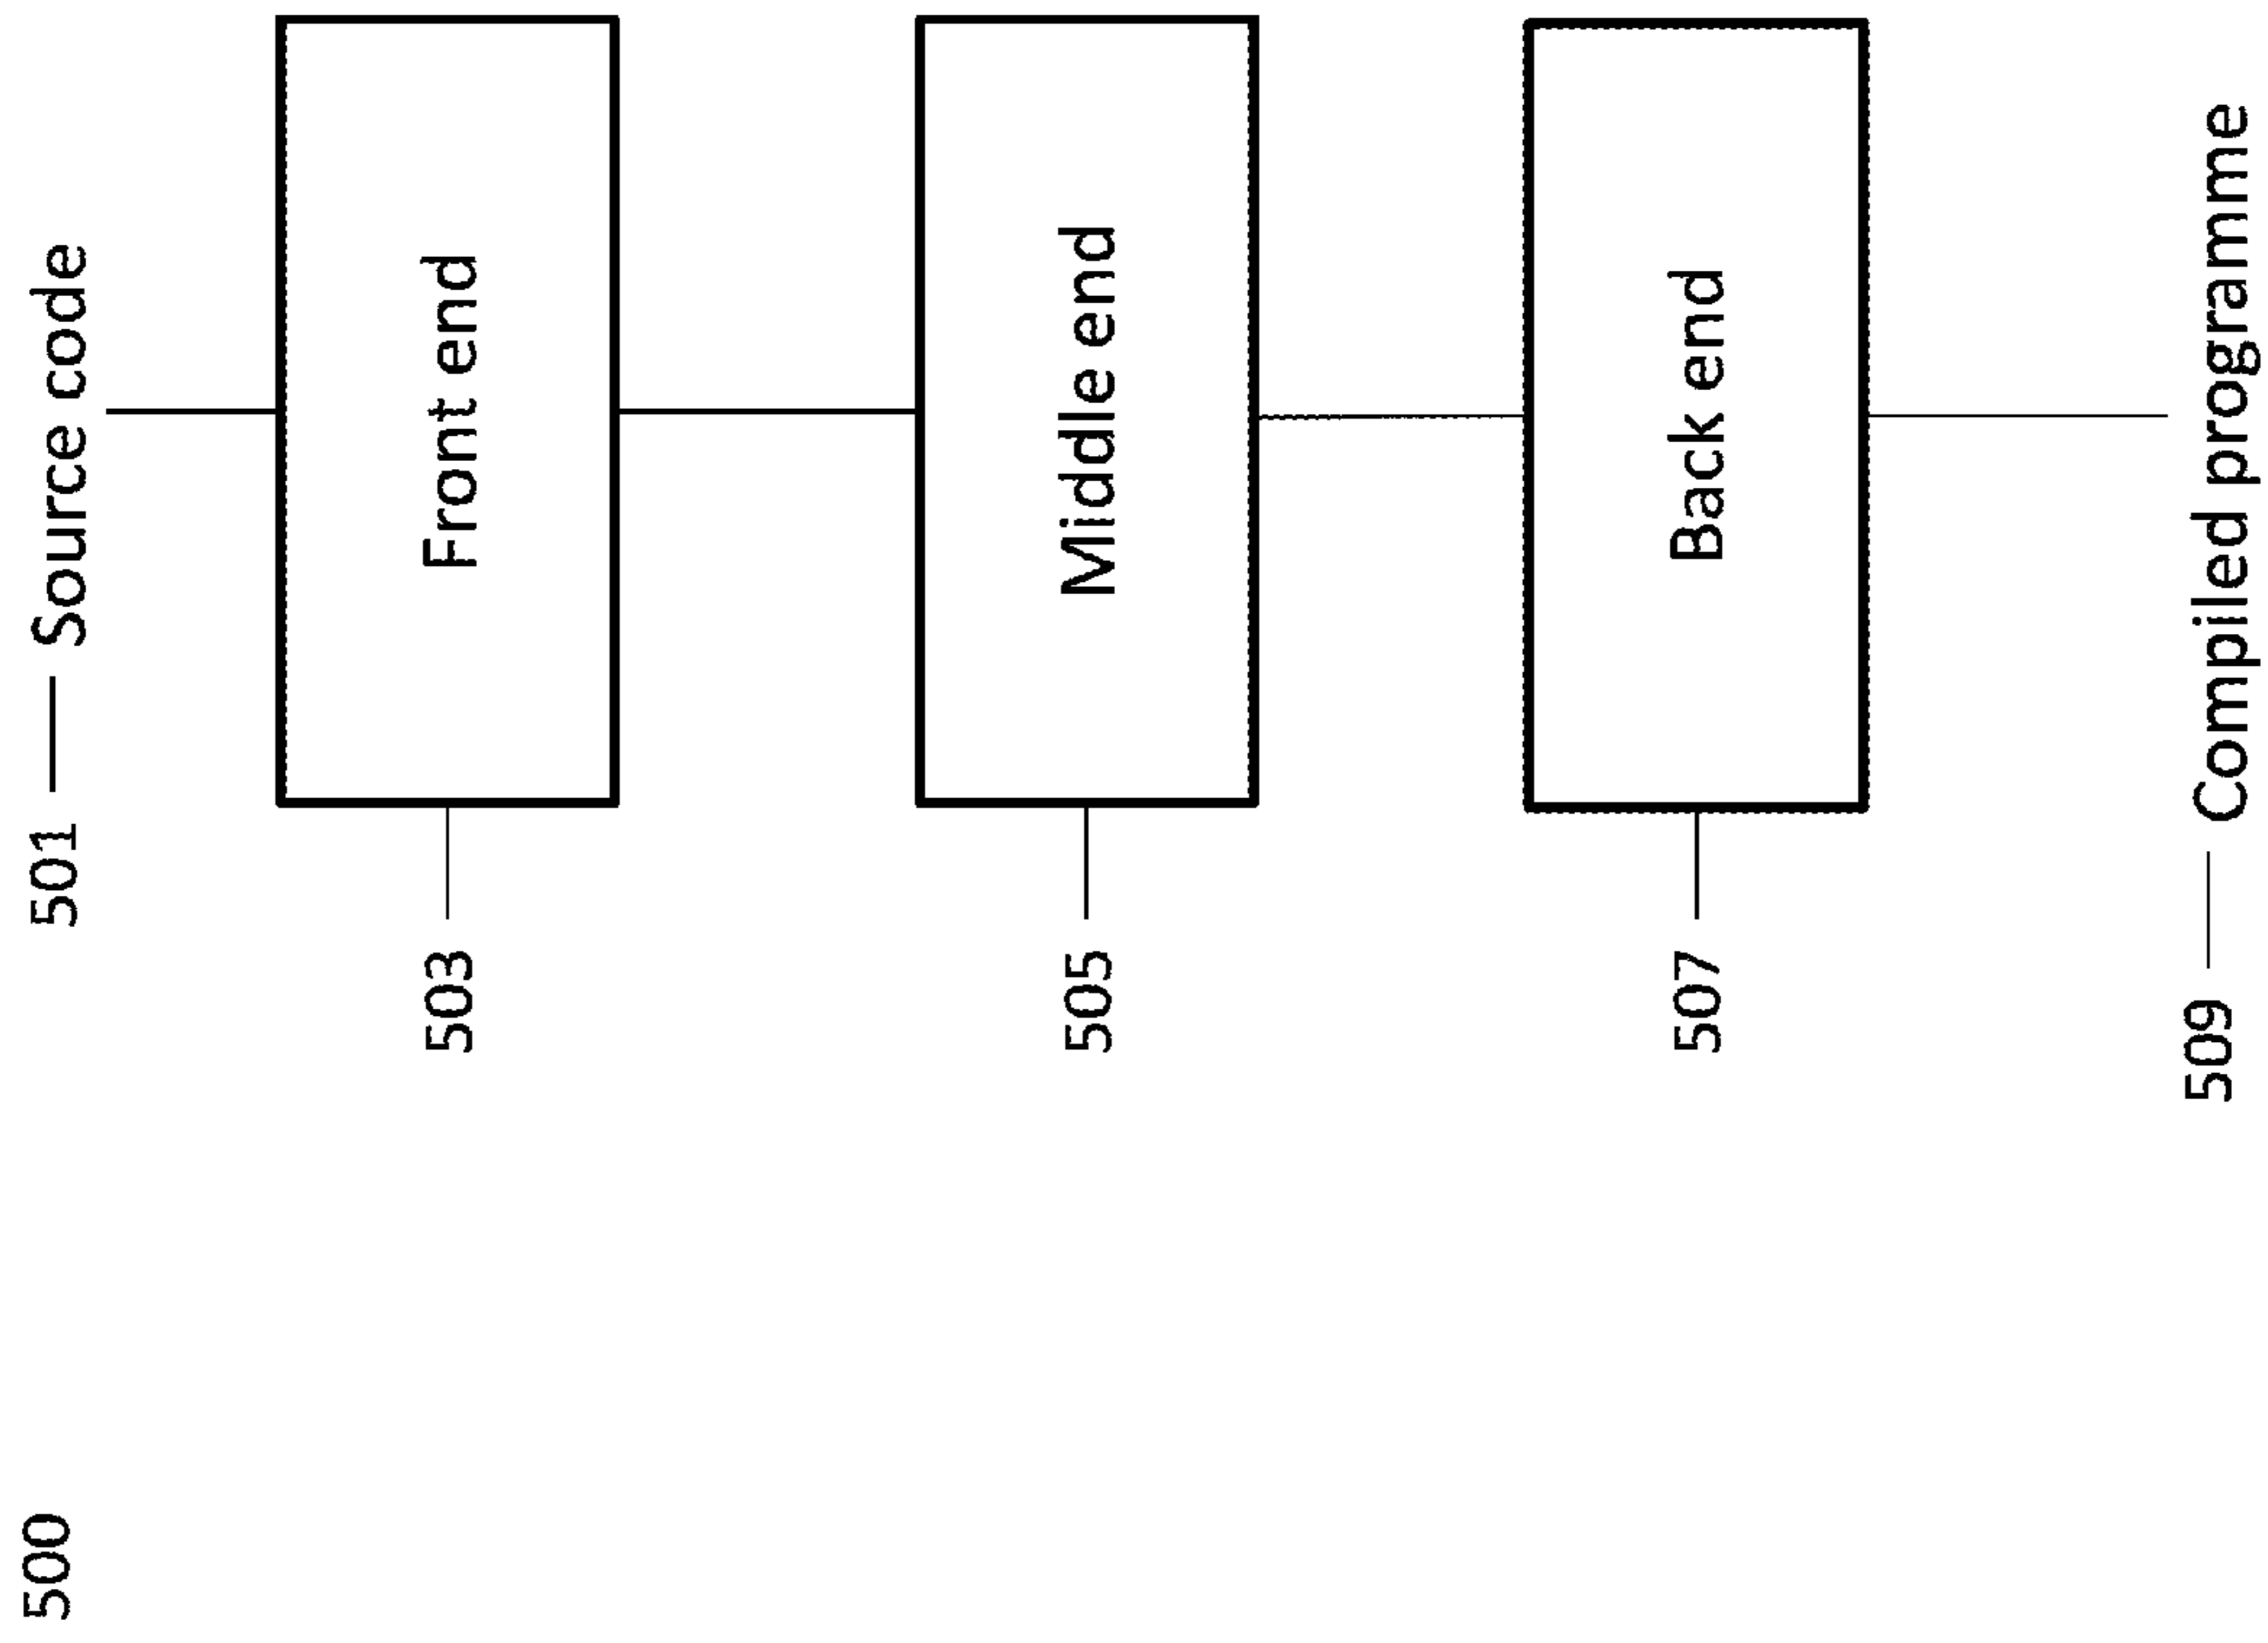 500
501
Source code
503
Front end
505
Middle end
507
Back end
509
Compiled programme